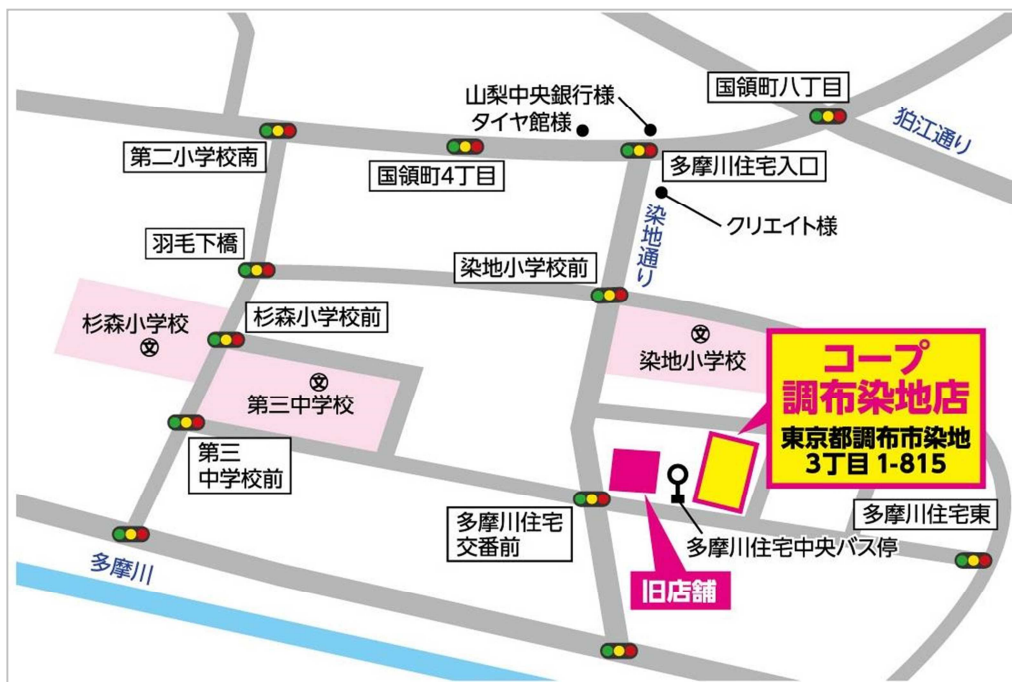 国領町八丁目
山梨中央銀行様
タイヤ館様
狛江通り
第二小学校南
国領町4丁目
多摩川住宅入口
染地通り
クリエイト様
羽毛下橋
染地小学校前
杉森小学校
文
杉森小学校前
文
染地小学校
文
第三中学校
コープ
調布染地店
東京都調布市染地
3丁目1-815
第三
中学校前
多摩川住宅
交番前
多摩川住宅東
多摩川住宅中央バス停
多摩川
旧店舗